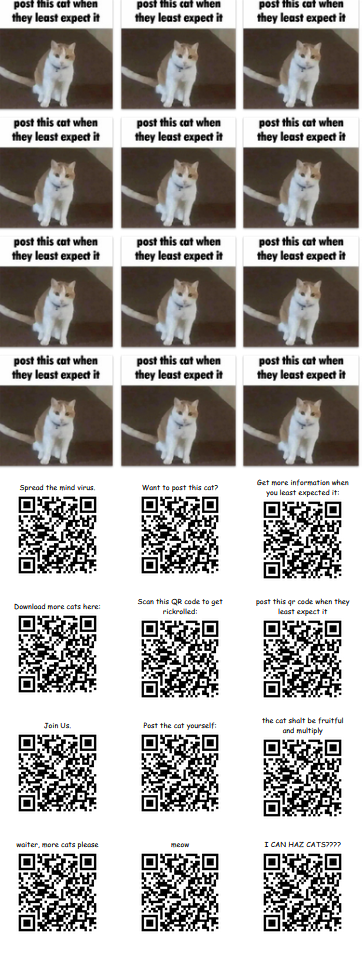 post this cat when post this cat when post this cat when
they least expect it they least expect it they least expect it
post this cat when post this cat when post this cat when
they least expect it they least expect it they least expect it
post this cat when post this cat when post this cat when
they least expect it they least expect it they least expect it
post this cat when post this cat when post this cat when
they least expect it they least expect it they least expect it
Spread the mind virus.
Want to post this cat?
Get more information when
you least expected it:
Download more cats here:
Scan this QR code to get
rickrolled:
post this qr code when they
least expect it
Join Us.
Post the cat yourself:
the cat shalt be fruitful
and multiply
waiter, more cats please
meow
I CAN HAZ CATS????